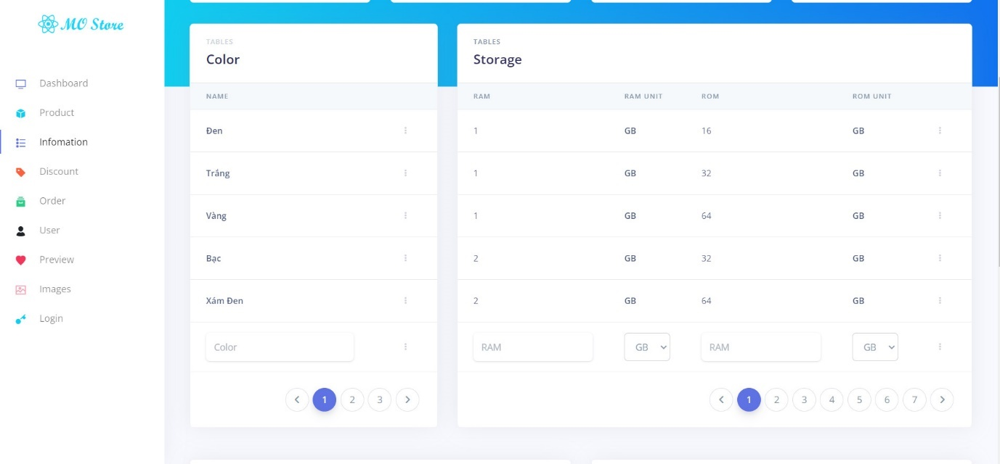 MO Store
Dashboard
Product
Infomation
Discount
Order
User
Preview
Images
Login
TABLES
Color
NAME
Đen
Trắng
Vàng
Bạc
Xám Đen
Color
1 2 3
TABLES
Storage
RAM RAM UNIT ROM ROM UNIT
1 GB 16 GB
1 GB 32 GB
1 GB 64 GB
2 GB 32 GB
2 GB 64 GB
RAM GB RAM GB
1 2 3 4 5 6 7